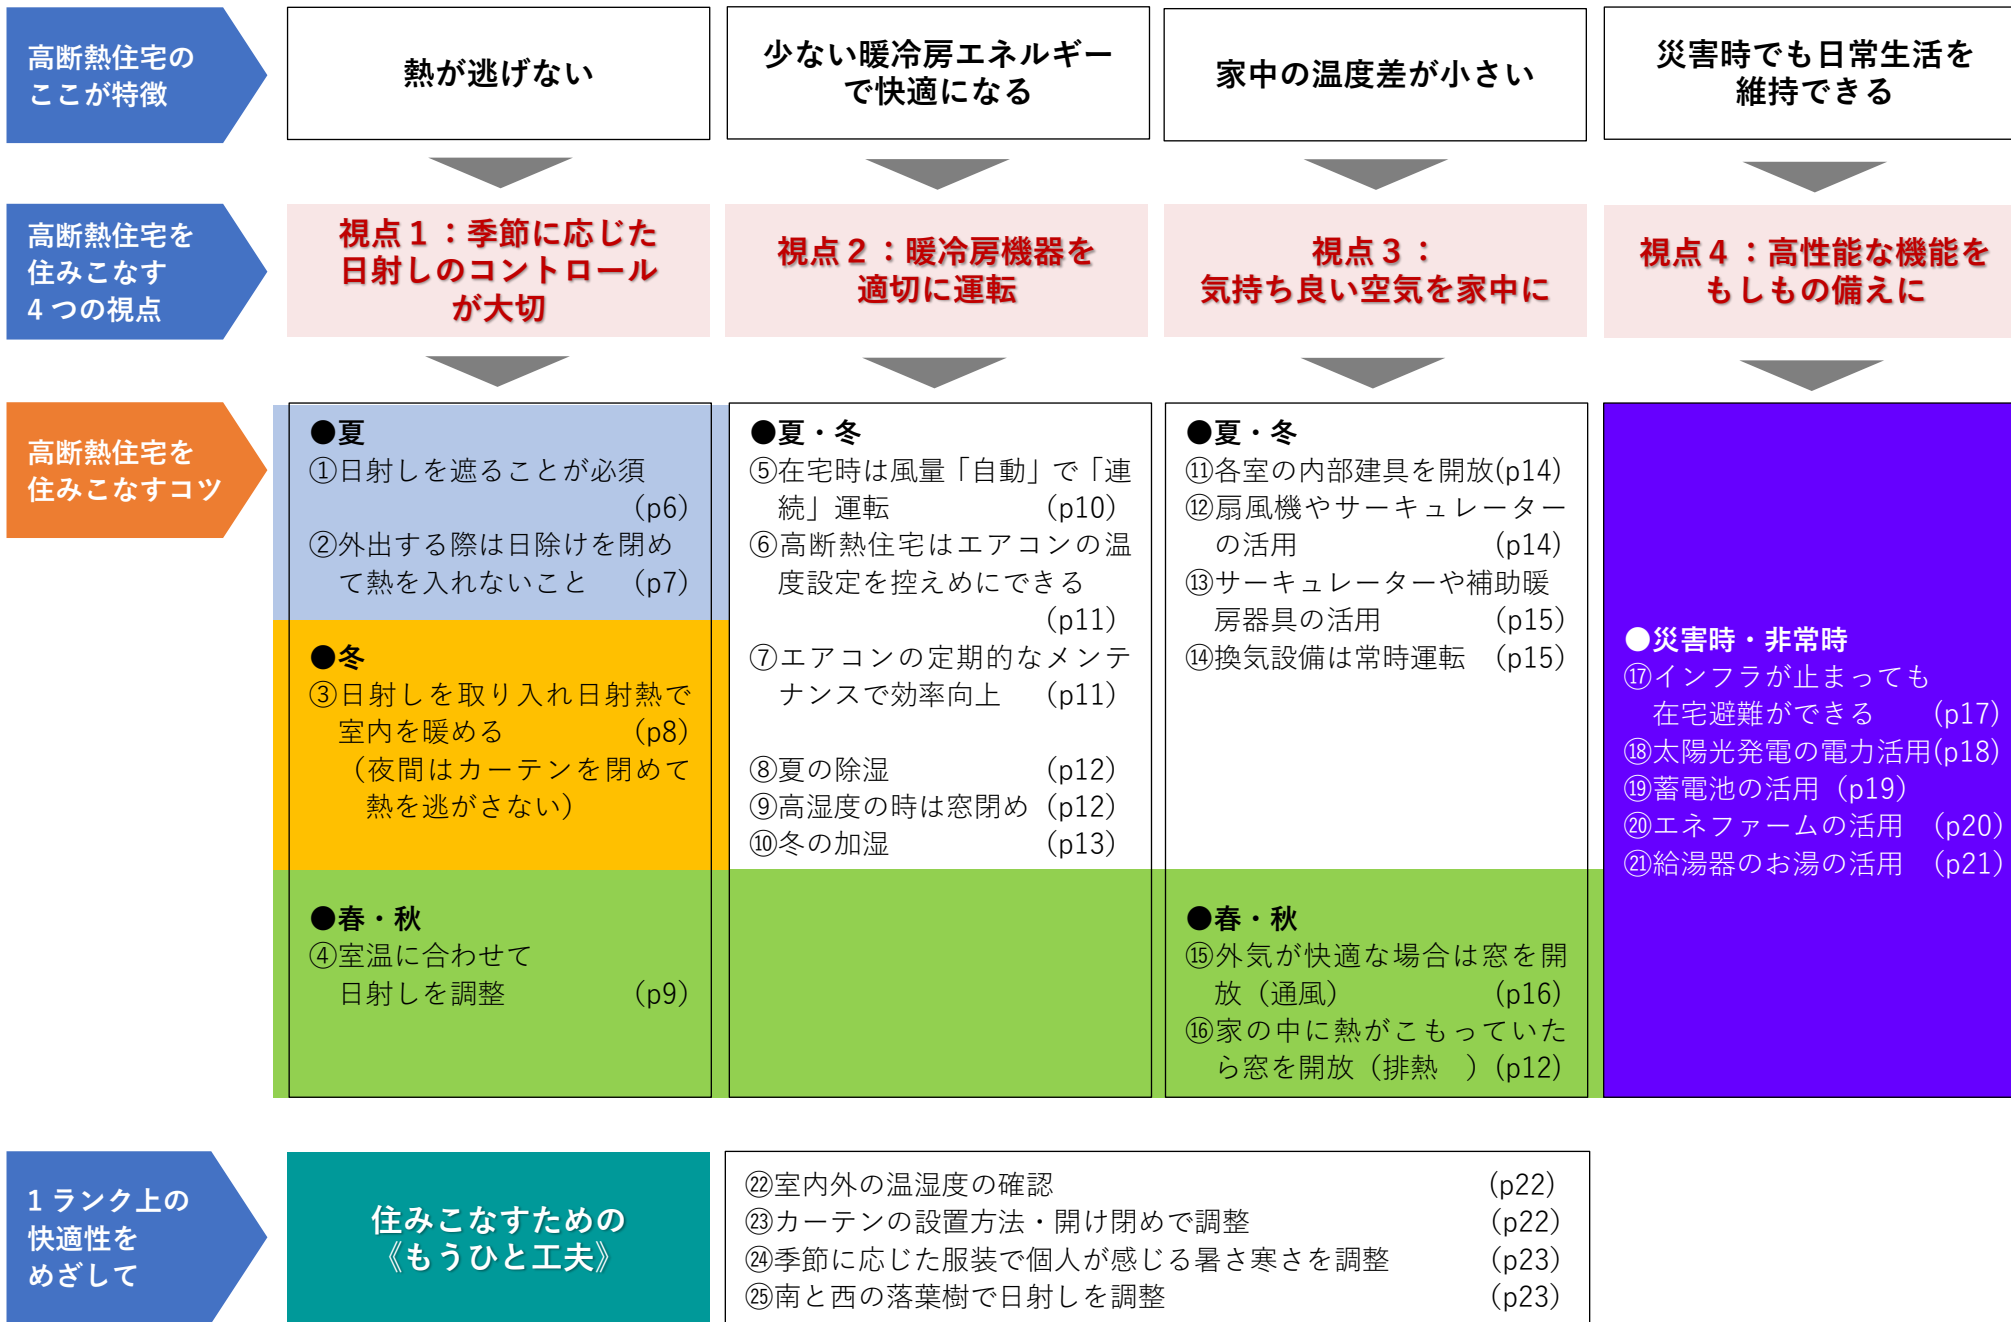 高断熱住宅の
ここが特徴
熱が逃げない
少ない暖冷房エネルギー
で快適になる
家中の温度差が小さい
災害時でも日常生活を
維持できる
高断熱住宅を
住みこなす
4つの視点
視点1：季節に応じた
日射しのコントロール
が大切
視点2：暖冷房機器を
適切に運転
視点3：
気持ち良い空気を家中に
視点4：高性能な機能を
もしもの備えに
高断熱住宅を
住みこなすコツ
●夏
①日射しを遮ることが必須
（p6）
②外出する際は日除けを閉め
て熱を入れないこと （p7）
●冬
③日射しを取り入れ日射熱で
室内を暖める （p8）
（夜間はカーテンを閉めて
熱を逃がさない）
●春・秋
④室温に合わせて
日射しを調整 （p9）
●夏・冬
⑤在宅時は風量「自動」で「連
続」運転 （p10）
⑥高断熱住宅はエアコンの温
度設定を控えめにできる
（p11）
⑦エアコンの定期的なメンテ
ナンスで効率向上 （p11）
⑧夏の除湿 （p12）
⑨高湿度の時は窓閉め （p12）
⑩冬の加湿 （p13）
●夏・冬
⑪各室の内部建具を開放(p14)
⑫扇風機やサーキュレーター
の活用 （p14）
⑬サーキュレーターや補助暖
房器具の活用 （p15）
⑭換気設備は常時運転 （p15）
●春・秋
⑮外気が快適な場合は窓を開
放（通風） （p16）
⑯家の中に熱がこもっていた
ら窓を開放（排熱 ）(p12）
●災害時・非常時
⑰インフラが止まっても
在宅避難ができる （p17）
⑱太陽光発電の電力活用(p18)
⑲蓄電池の活用（p19）
⑳エネファームの活用 （p20）
㉑給湯器のお湯の活用 （p21）
1ランク上の
快適性を
めざして
住みこなすための
《もうひと工夫》
㉒室内外の温湿度の確認 （p22）
㉓カーテンの設置方法・開け閉めで調整 （p22）
㉔季節に応じた服装で個人が感じる暑さ寒さを調整 （p23）
㉕南と西の落葉樹で日射しを調整 （p23）